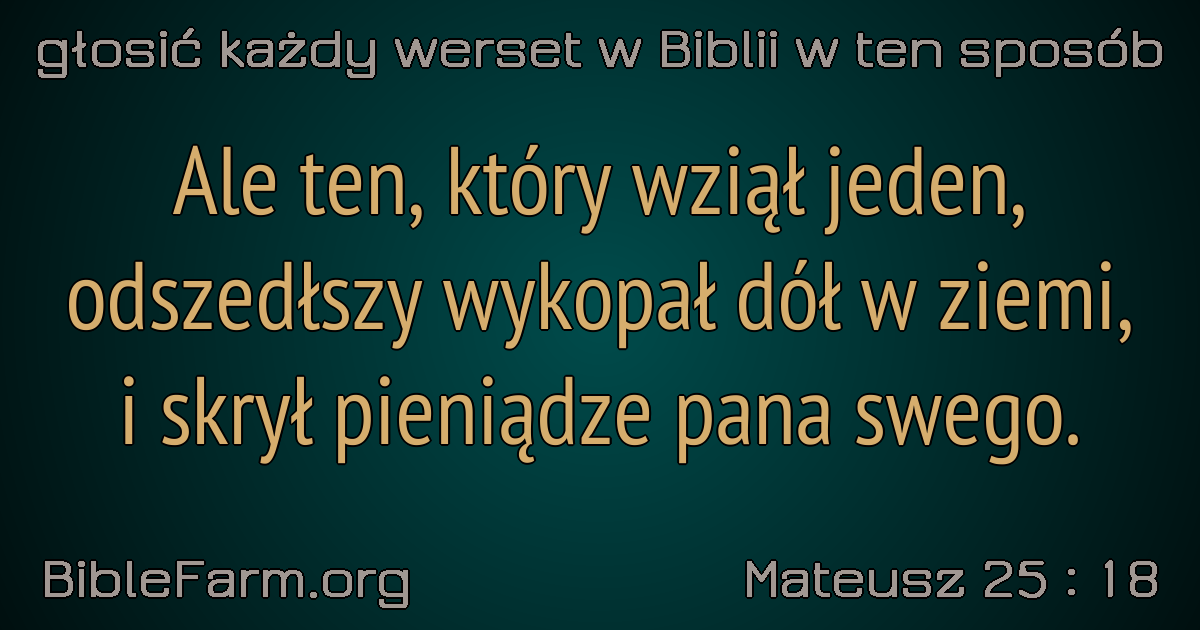 głosić każdy werset w Biblii w ten sposób
Ale ten, który wziął jeden,
odszedłszy wykopał dół w ziemi,
i skrył pieniądze pana swego.
BibleFarm.org
Mateusz 25 : 18